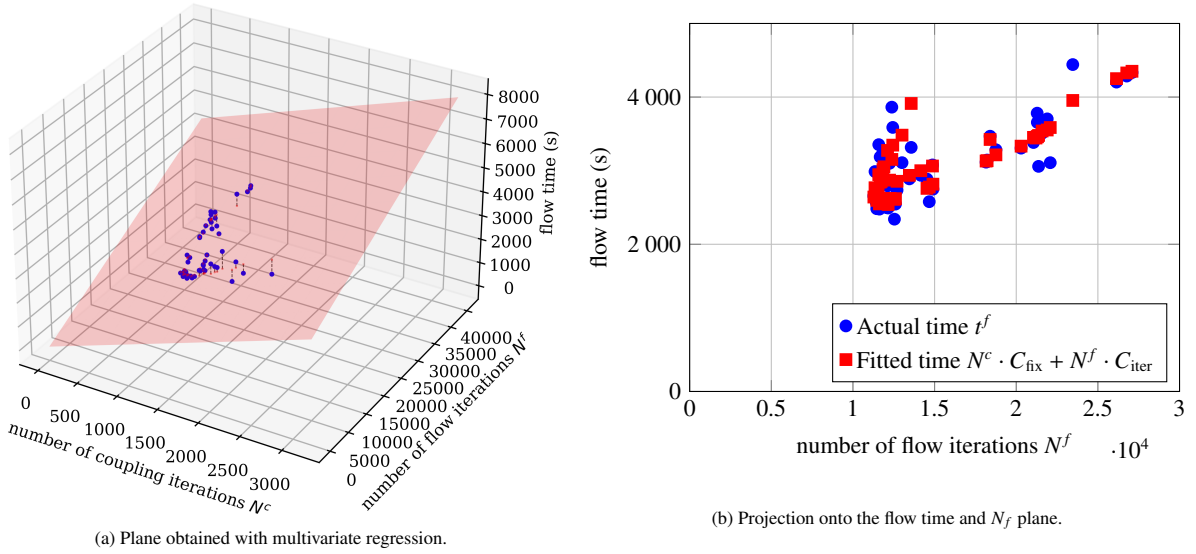 8000
7000
6000
5000
4000
3000
2000
1000
0
flow time (s)
0
500
1000
1500
2000
2500
3000
number of coupling iterations N^c
0
5000
10000
15000
20000
25000
30000
35000
40000
number of flow iterations N^f
(a) Plane obtained with multivariate regression.
4 000
2 000
0
flow time (s)
Actual time t^f
Fitted time N^c · C_fix + N^f · C_iter
0 0.5 1 1.5 2 2.5 3
number of flow iterations N^f
·10^4
(b) Projection onto the flow time and N_f plane.